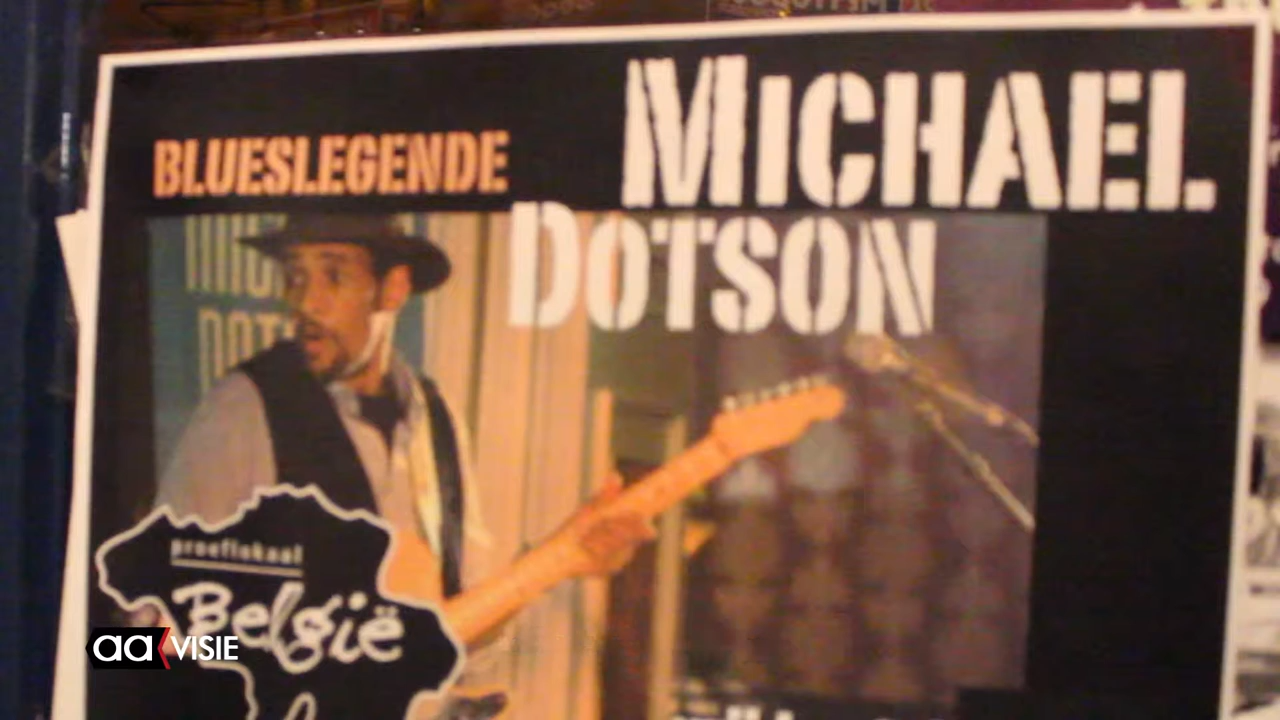 MICHAEL
BLUESLEGENDE
DOTSON
proeflokaal
België
aa VISIE